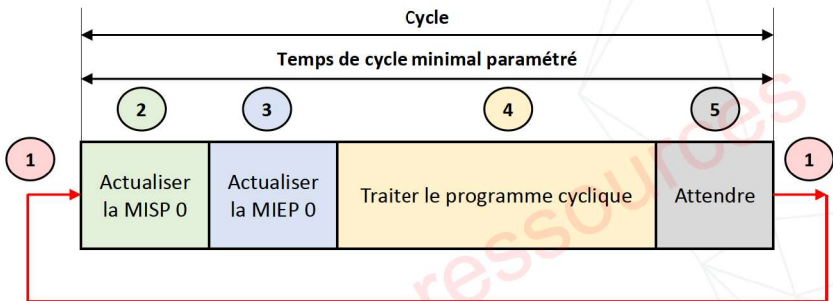 Cycle
Temps de cycle minimal paramétré
2
3
4
5
1
Actualiser
la MISP 0
Actualiser
la MIEP 0
Traiter le programme cyclique
Attendre
1
ressources
ressources